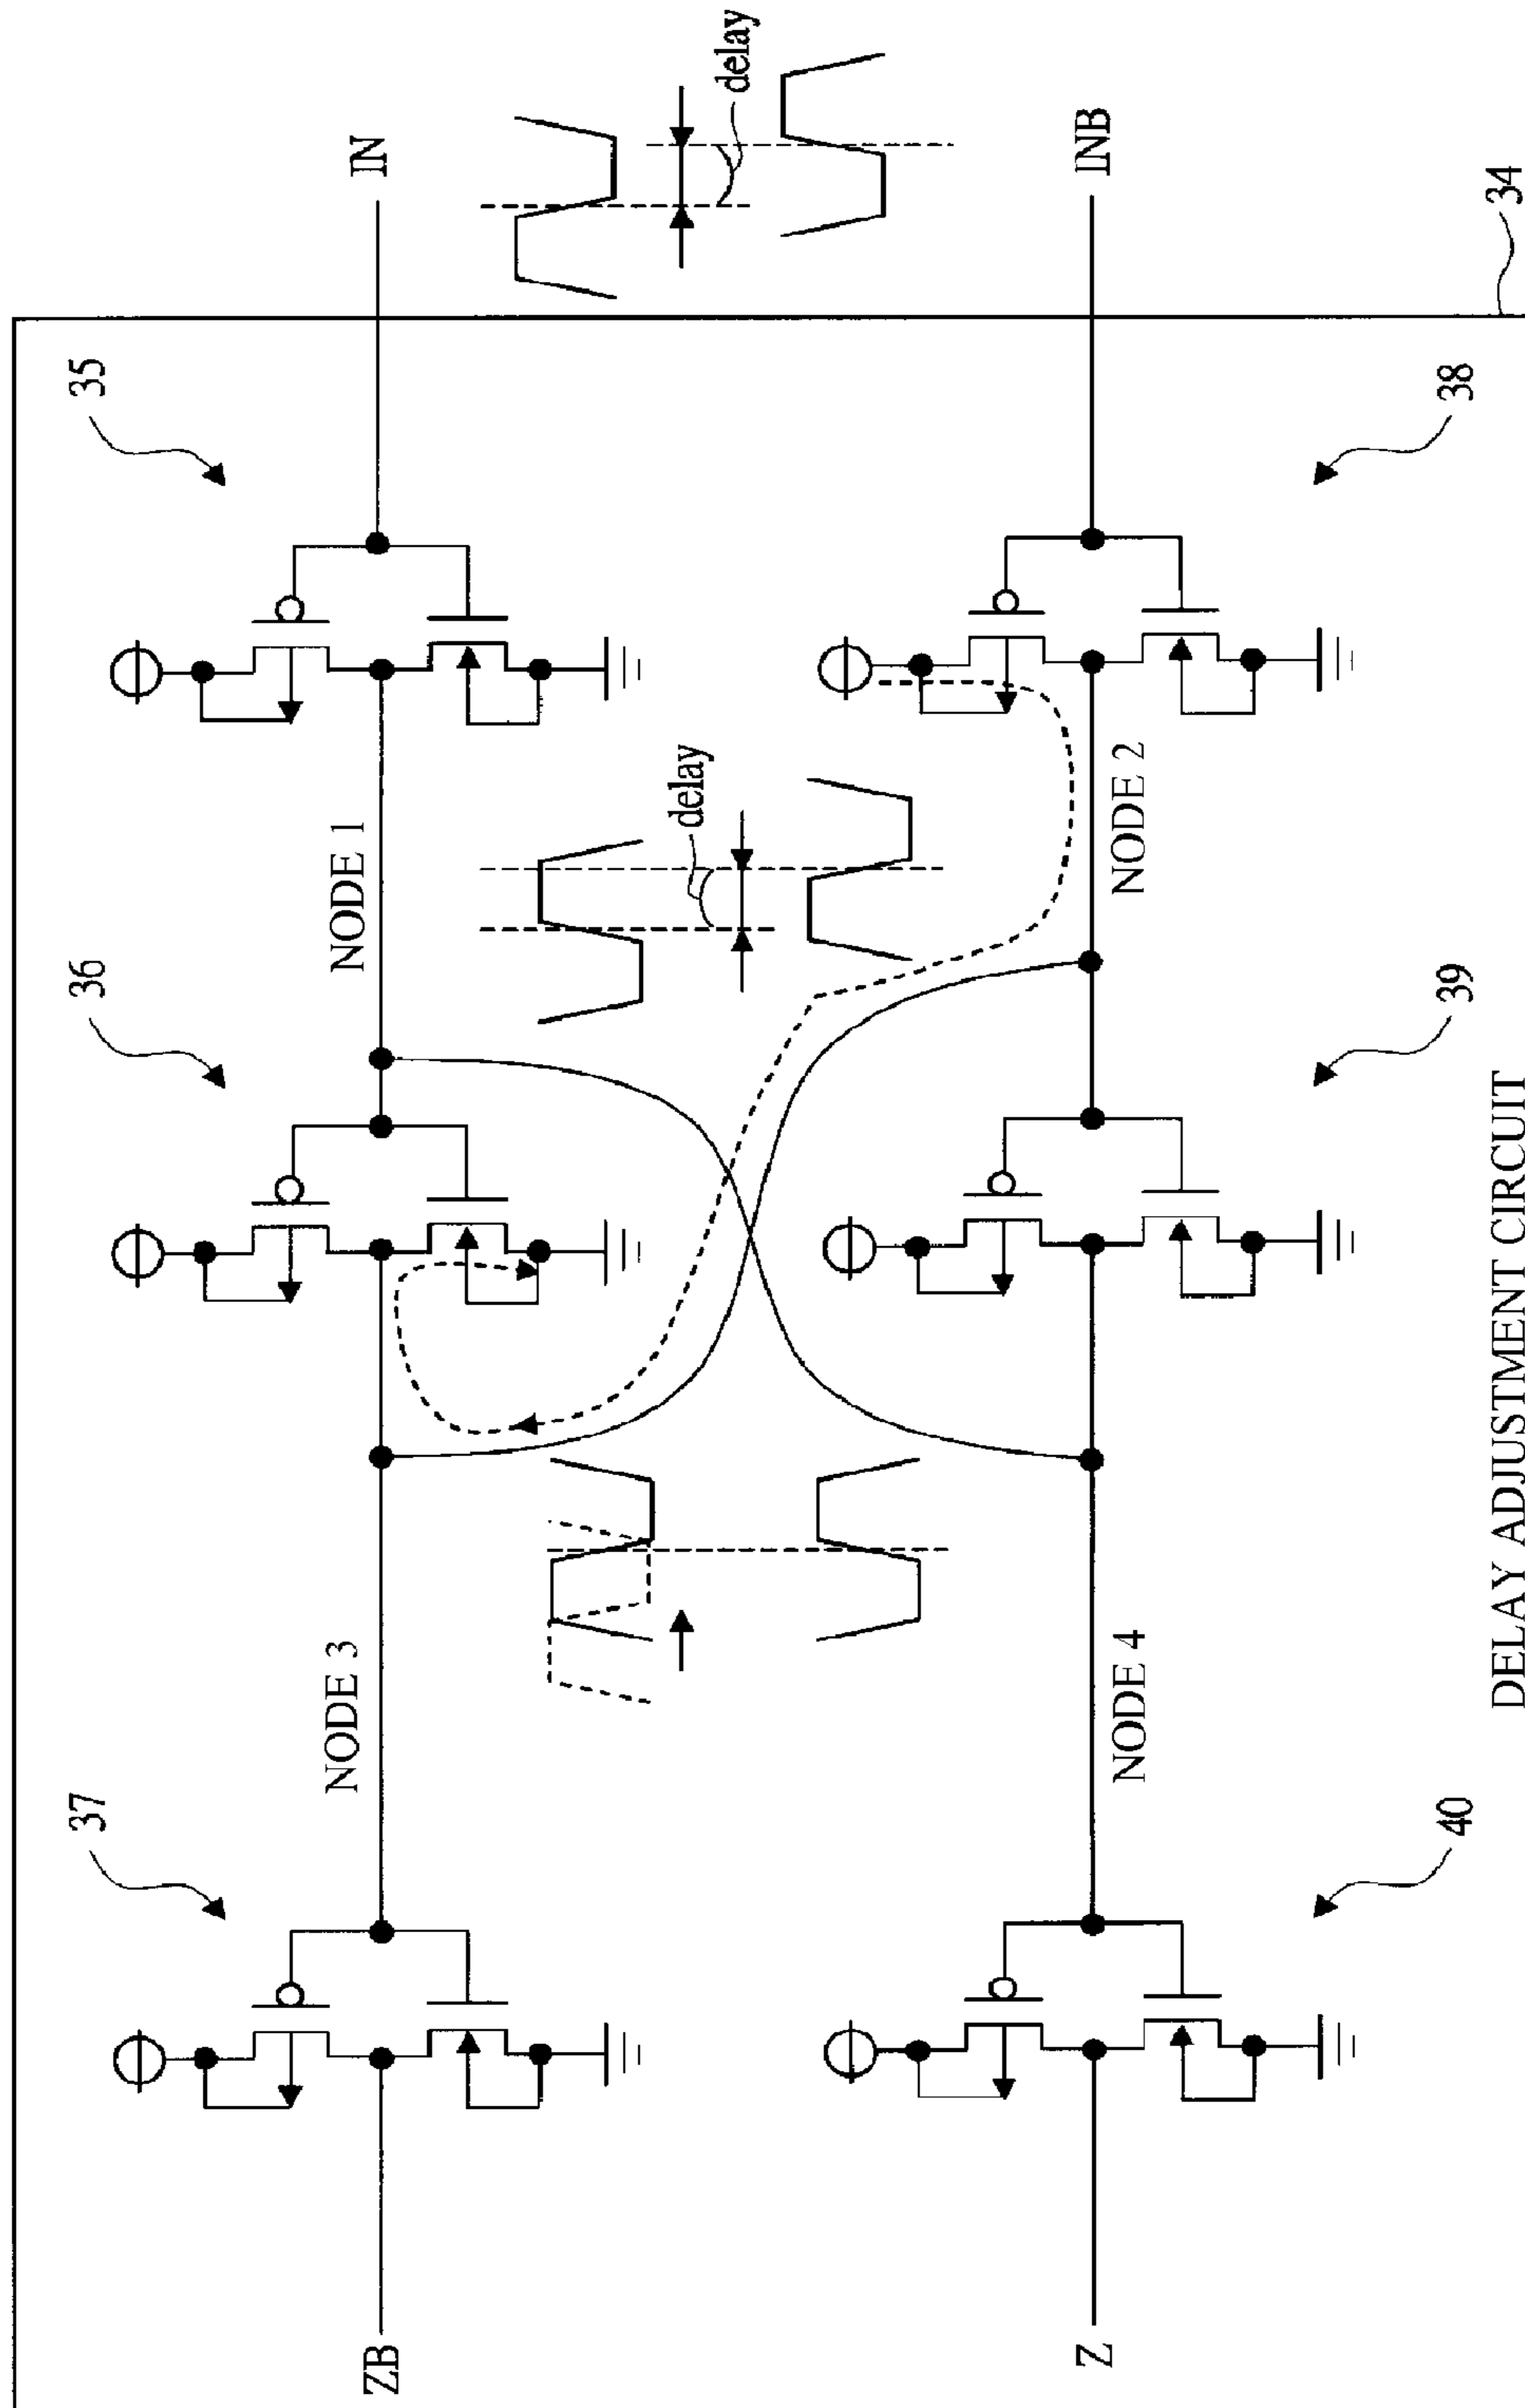 35
IN
delay
36
NODE 1
37
NODE 3
delay
ZB
NODE 2
INB
NODE 4
Z
38
39
40
34
DELAY ADJUSTMENT CIRCUIT